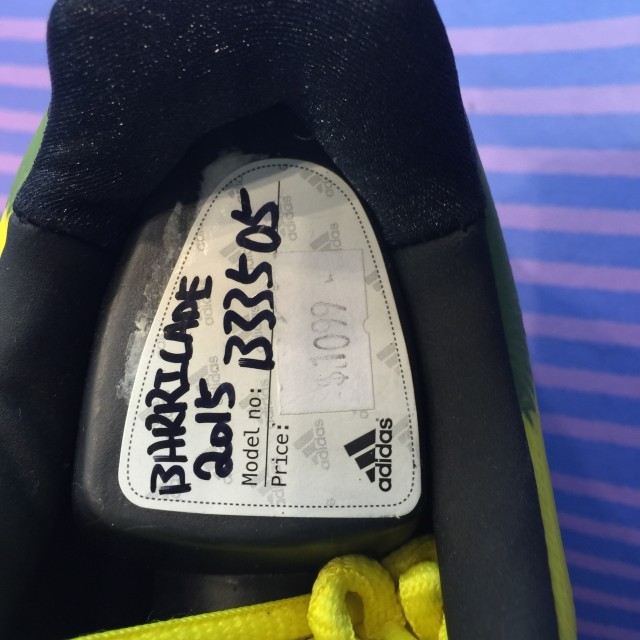 BARRICADE
2015
Model no: B33505
Price: $1099
adidas